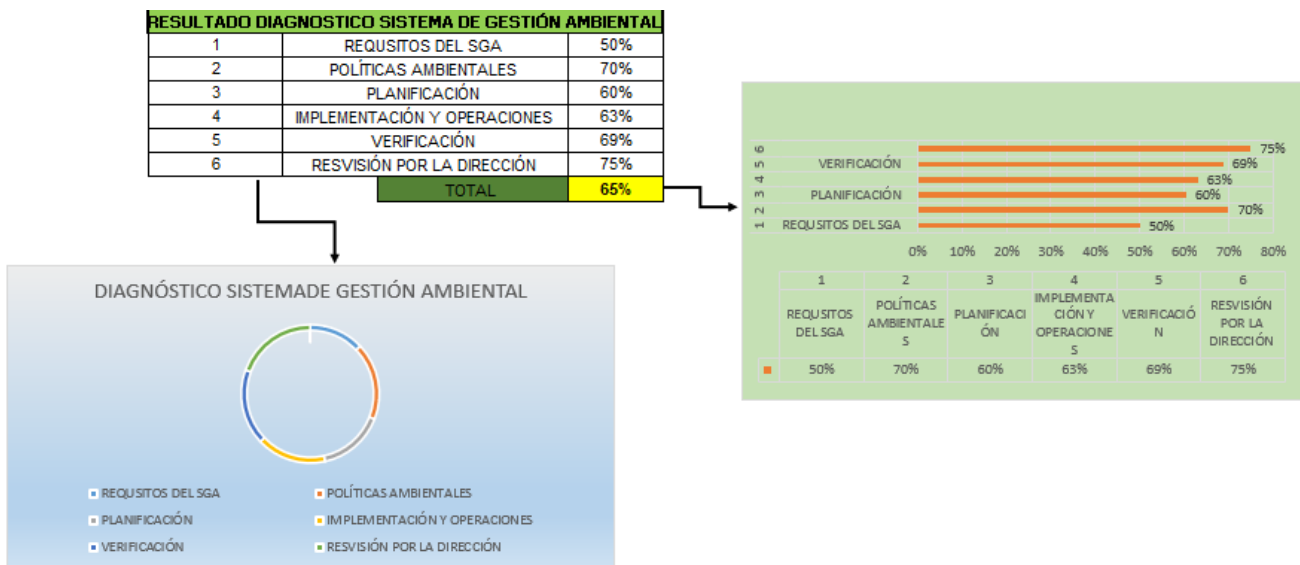 RESULTADO DIAGNOSTICO SISTEMA DE GESTIÓN AMBIENTAL
1 REQUSITOS DEL SGA 50%
2 POLÍTICAS AMBIENTALES 70%
3 PLANIFICACIÓN 60%
4 IMPLEMENTACIÓN Y OPERACIONES 63%
5 VERIFICACIÓN 69%
6 RESVISIÓN POR LA DIRECCIÓN 75%
TOTAL 65%
6 75%
5 VERIFICACIÓN 69%
4 63%
3 PLANIFICACIÓN 60%
2 70%
1 REQUSITOS DEL SGA 50%
0% 10% 20% 30% 40% 50% 60% 70% 80%
1 2 3 4 5 6
REQUSITOS
DEL SGA
POLÍTICAS
AMBIENTALE
S
PLANIFICACI
ÓN
IMPLEMENTA
CIÓN Y
OPERACIONE
S
VERIFICACIÓ
N
RESVISIÓN
POR LA
DIRECCIÓN
50% 70% 60% 63% 69% 75%
DIAGNÓSTICO SISTEMADE GESTIÓN AMBIENTAL
REQUSITOS DEL SGA POLÍTICAS AMBIENTALES
PLANIFICACIÓN IMPLEMENTACIÓN Y OPERACIONES
VERIFICACIÓN RESVISIÓN POR LA DIRECCIÓN